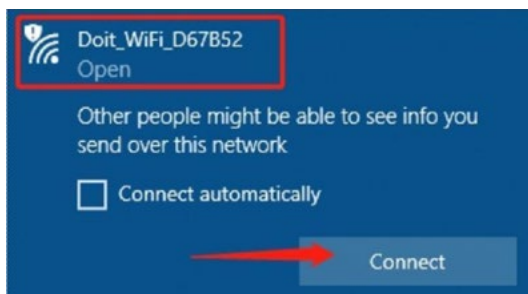 Doit_WiFi_D67B52
Open
Other people might be able to see info you
send over this network
Connect automatically
Connect